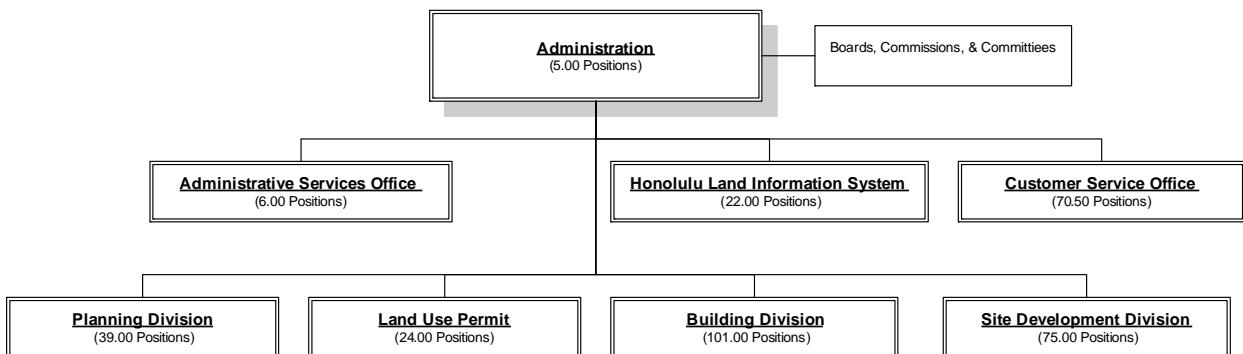 Administration
(5.00 Positions)
Boards, Commissions, & Committiees
Administrative Services Office
(6.00 Positions)
Honolulu Land Information System
(22.00 Positions)
Customer Service Office
(70.50 Positions)
Planning Division
(39.00 Positions)
Land Use Permit
(24.00 Positions)
Building Division
(101.00 Positions)
Site Development Division
(75.00 Positions)